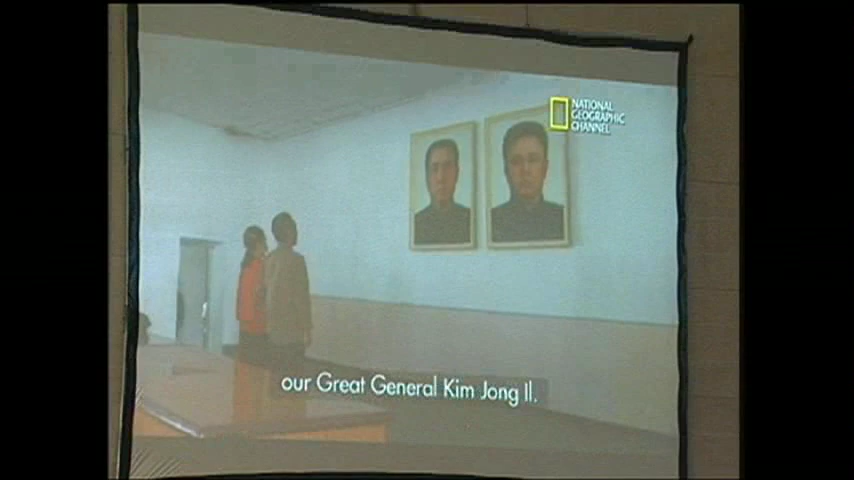 NATIONAL
GEOGRAPHIC
CHANNEL
our Great General Kim Jong Il.